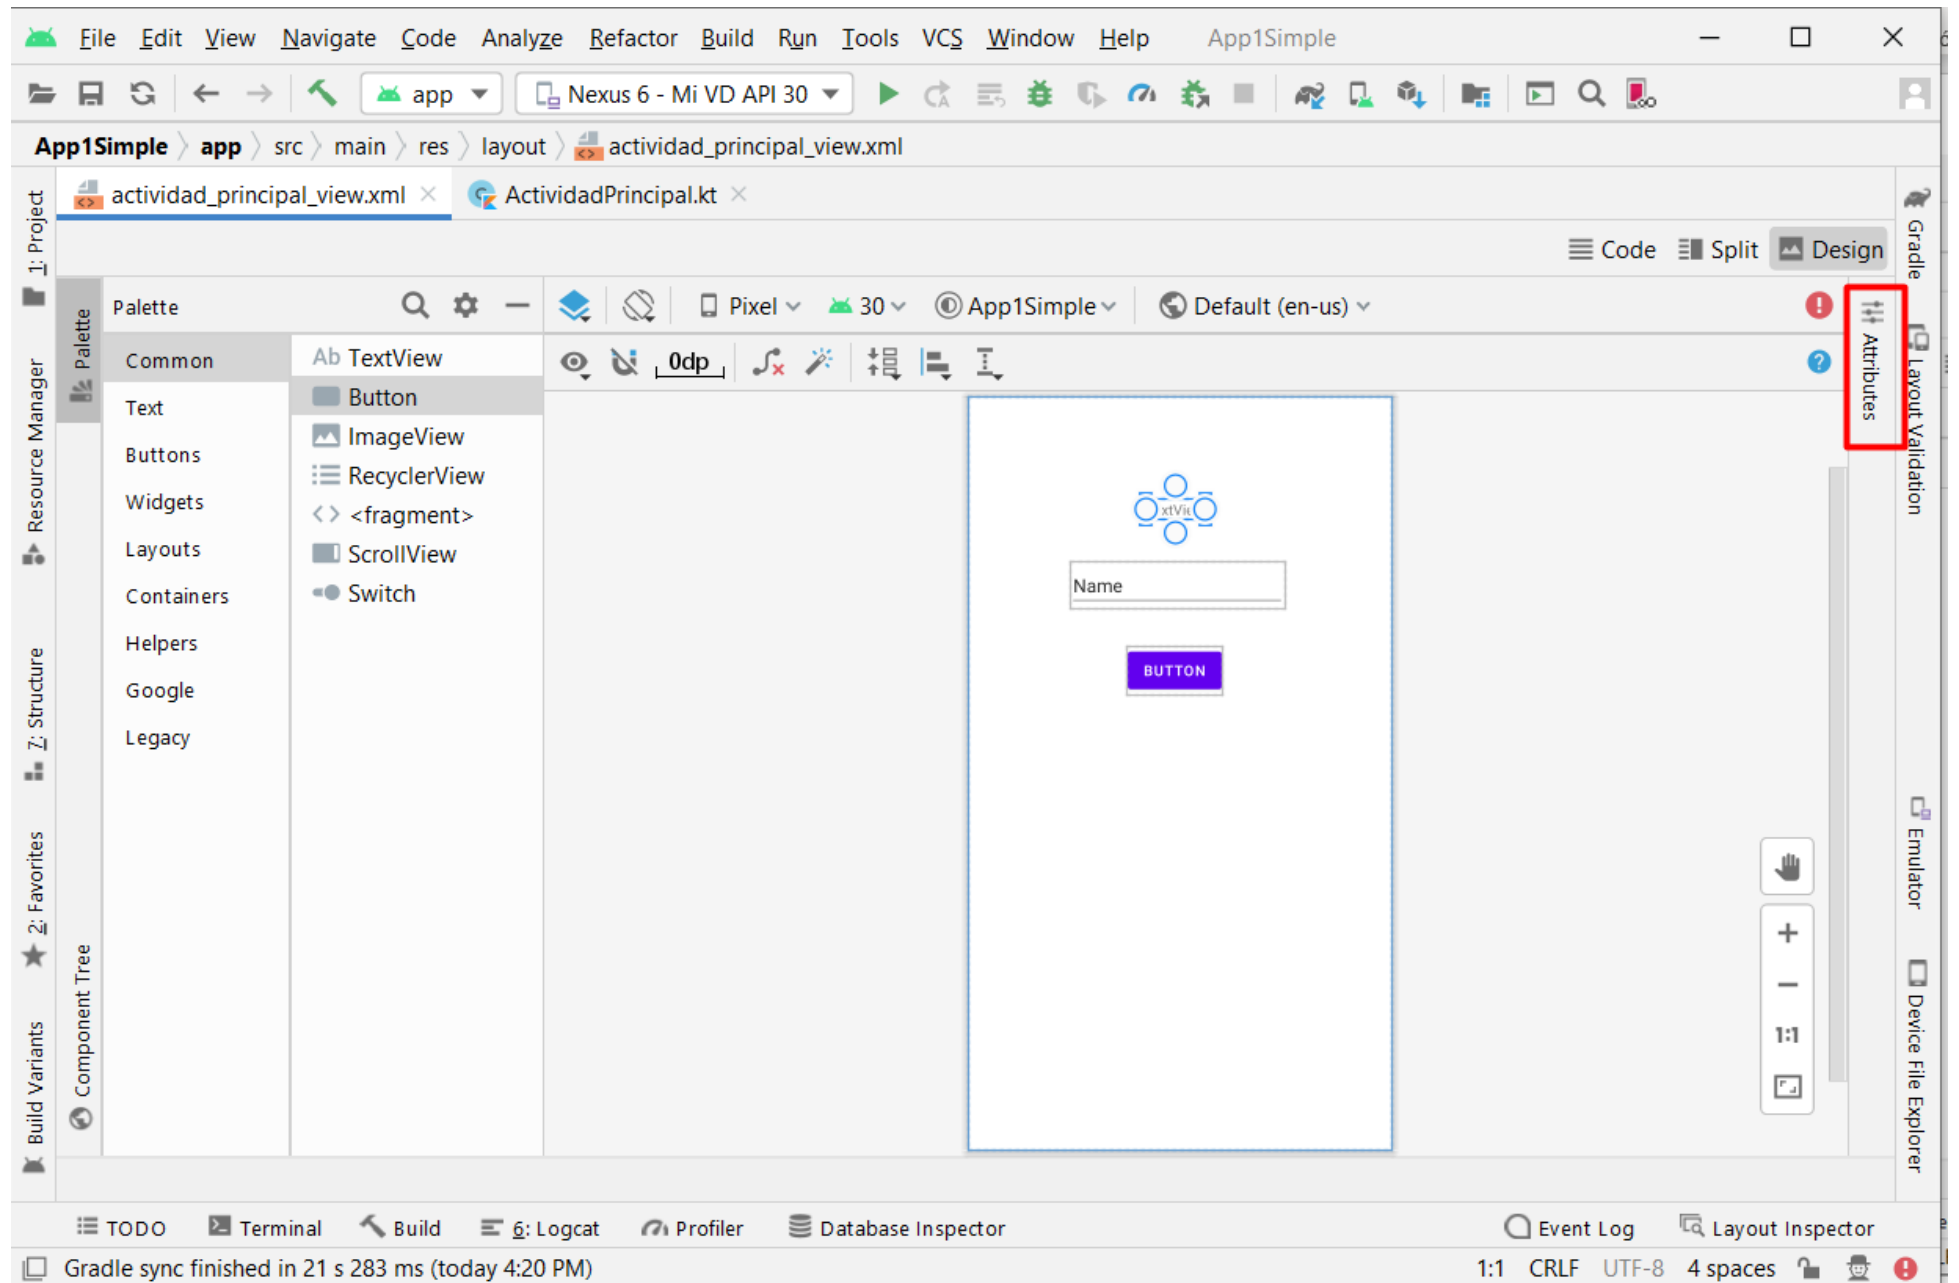 File Edit View Navigate Code Analyze Refactor Build Run Tools VCS Window Help App1Simple
app Nexus 6 - Mi VD API 30
App1Simple app src main res layout actividad_principal_view.xml
actividad_principal_view.xml ActividadPrincipal.kt
Code Split Design
1: Project
Resource Manager
7: Structure
2: Favorites
Build Variants
Palette
Component Tree
Palette
Common
Text
Buttons
Widgets
Layouts
Containers
Helpers
Google
Legacy
Ab TextView
Button
ImageView
RecyclerView
<fragment>
ScrollView
Switch
Pixel 30 App1Simple Default (en-us)
0dp
xtVi
Name
BUTTON
1:1
Attributes
Gradle
Layout Validation
Emulator
Device File Explorer
TODO Terminal Build 6: Logcat Profiler Database Inspector Event Log Layout Inspector
Gradle sync finished in 21 s 283 ms (today 4:20 PM) 1:1 CRLF UTF-8 4 spaces